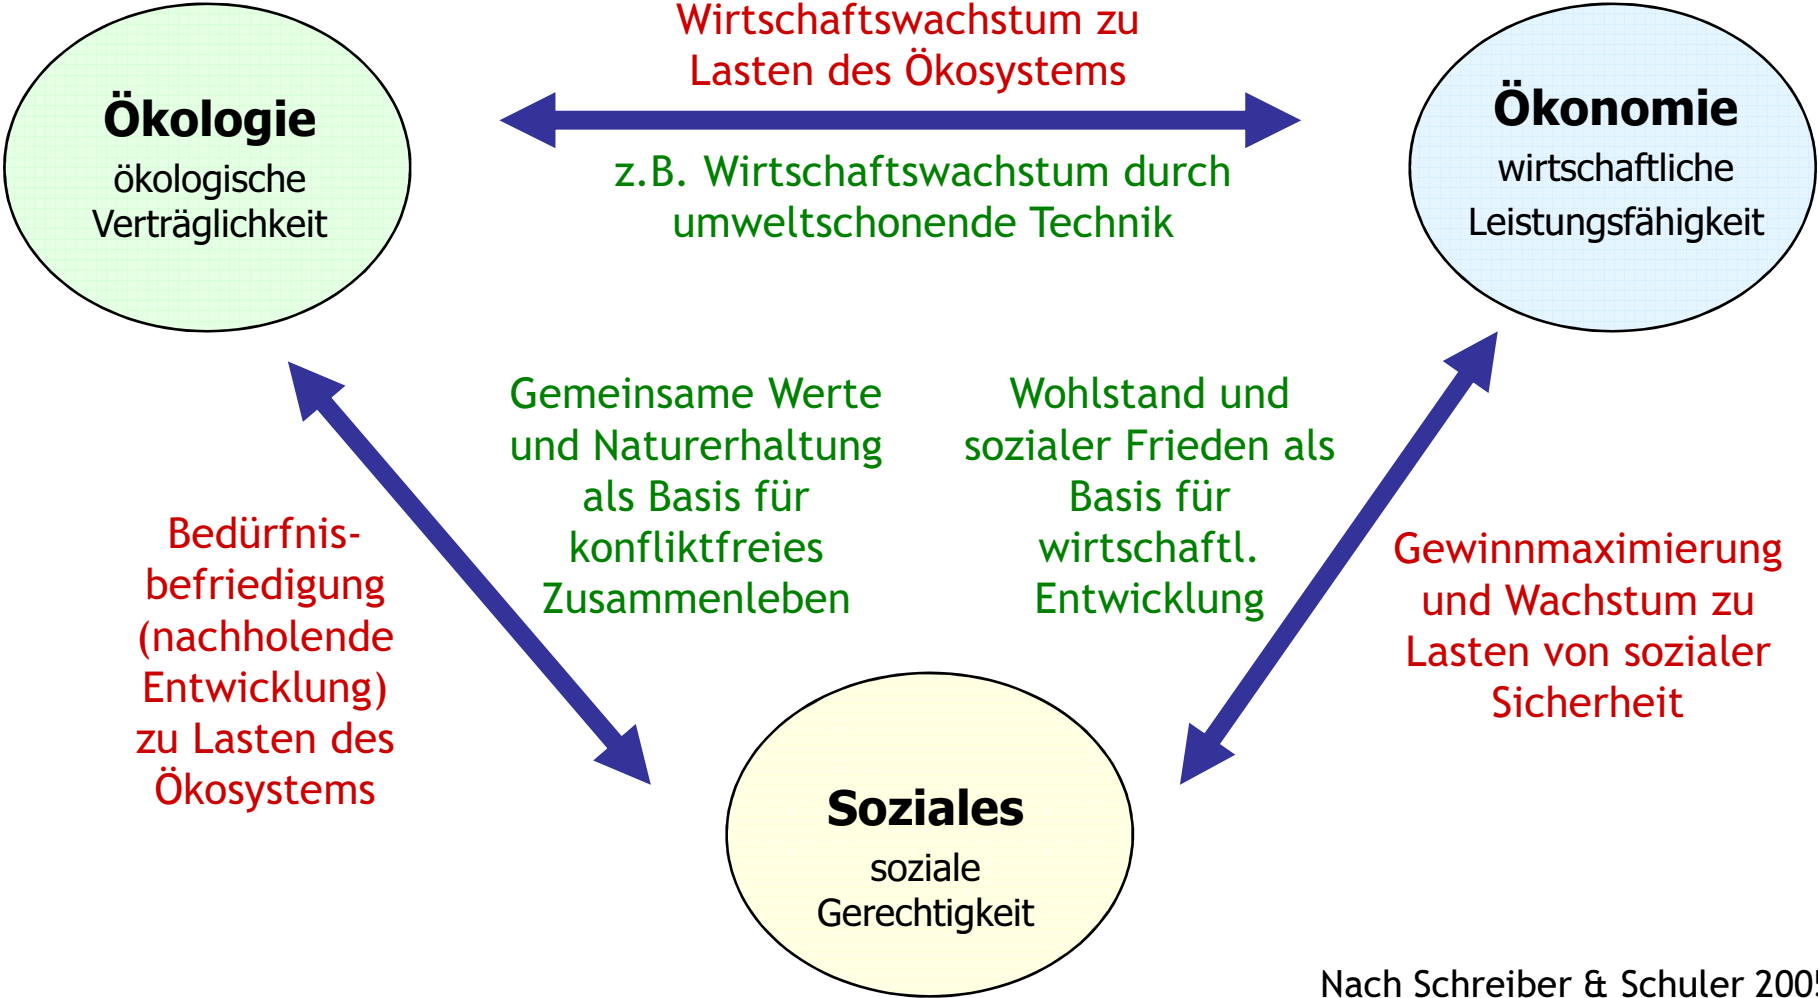 Wirtschaftswachstum zu
Lasten des Ökosystems
Ökologie
ökologische
Verträglichkeit
Ökonomie
wirtschaftliche
Leistungsfähigkeit
z.B. Wirtschaftswachstum durch
umweltschonende Technik
Gemeinsame Werte
und Naturerhaltung
als Basis für
konfliktfreies
Zusammenleben
Wohlstand und
sozialer Frieden als
Basis für
wirtschaftl.
Entwicklung
Bedürfnis-
befriedigung
(nachholende
Entwicklung)
zu Lasten des
Ökosystems
Gewinnmaximierung
und Wachstum zu
Lasten von sozialer
Sicherheit
Soziales
soziale
Gerechtigkeit
Nach Schreiber & Schuler 2005